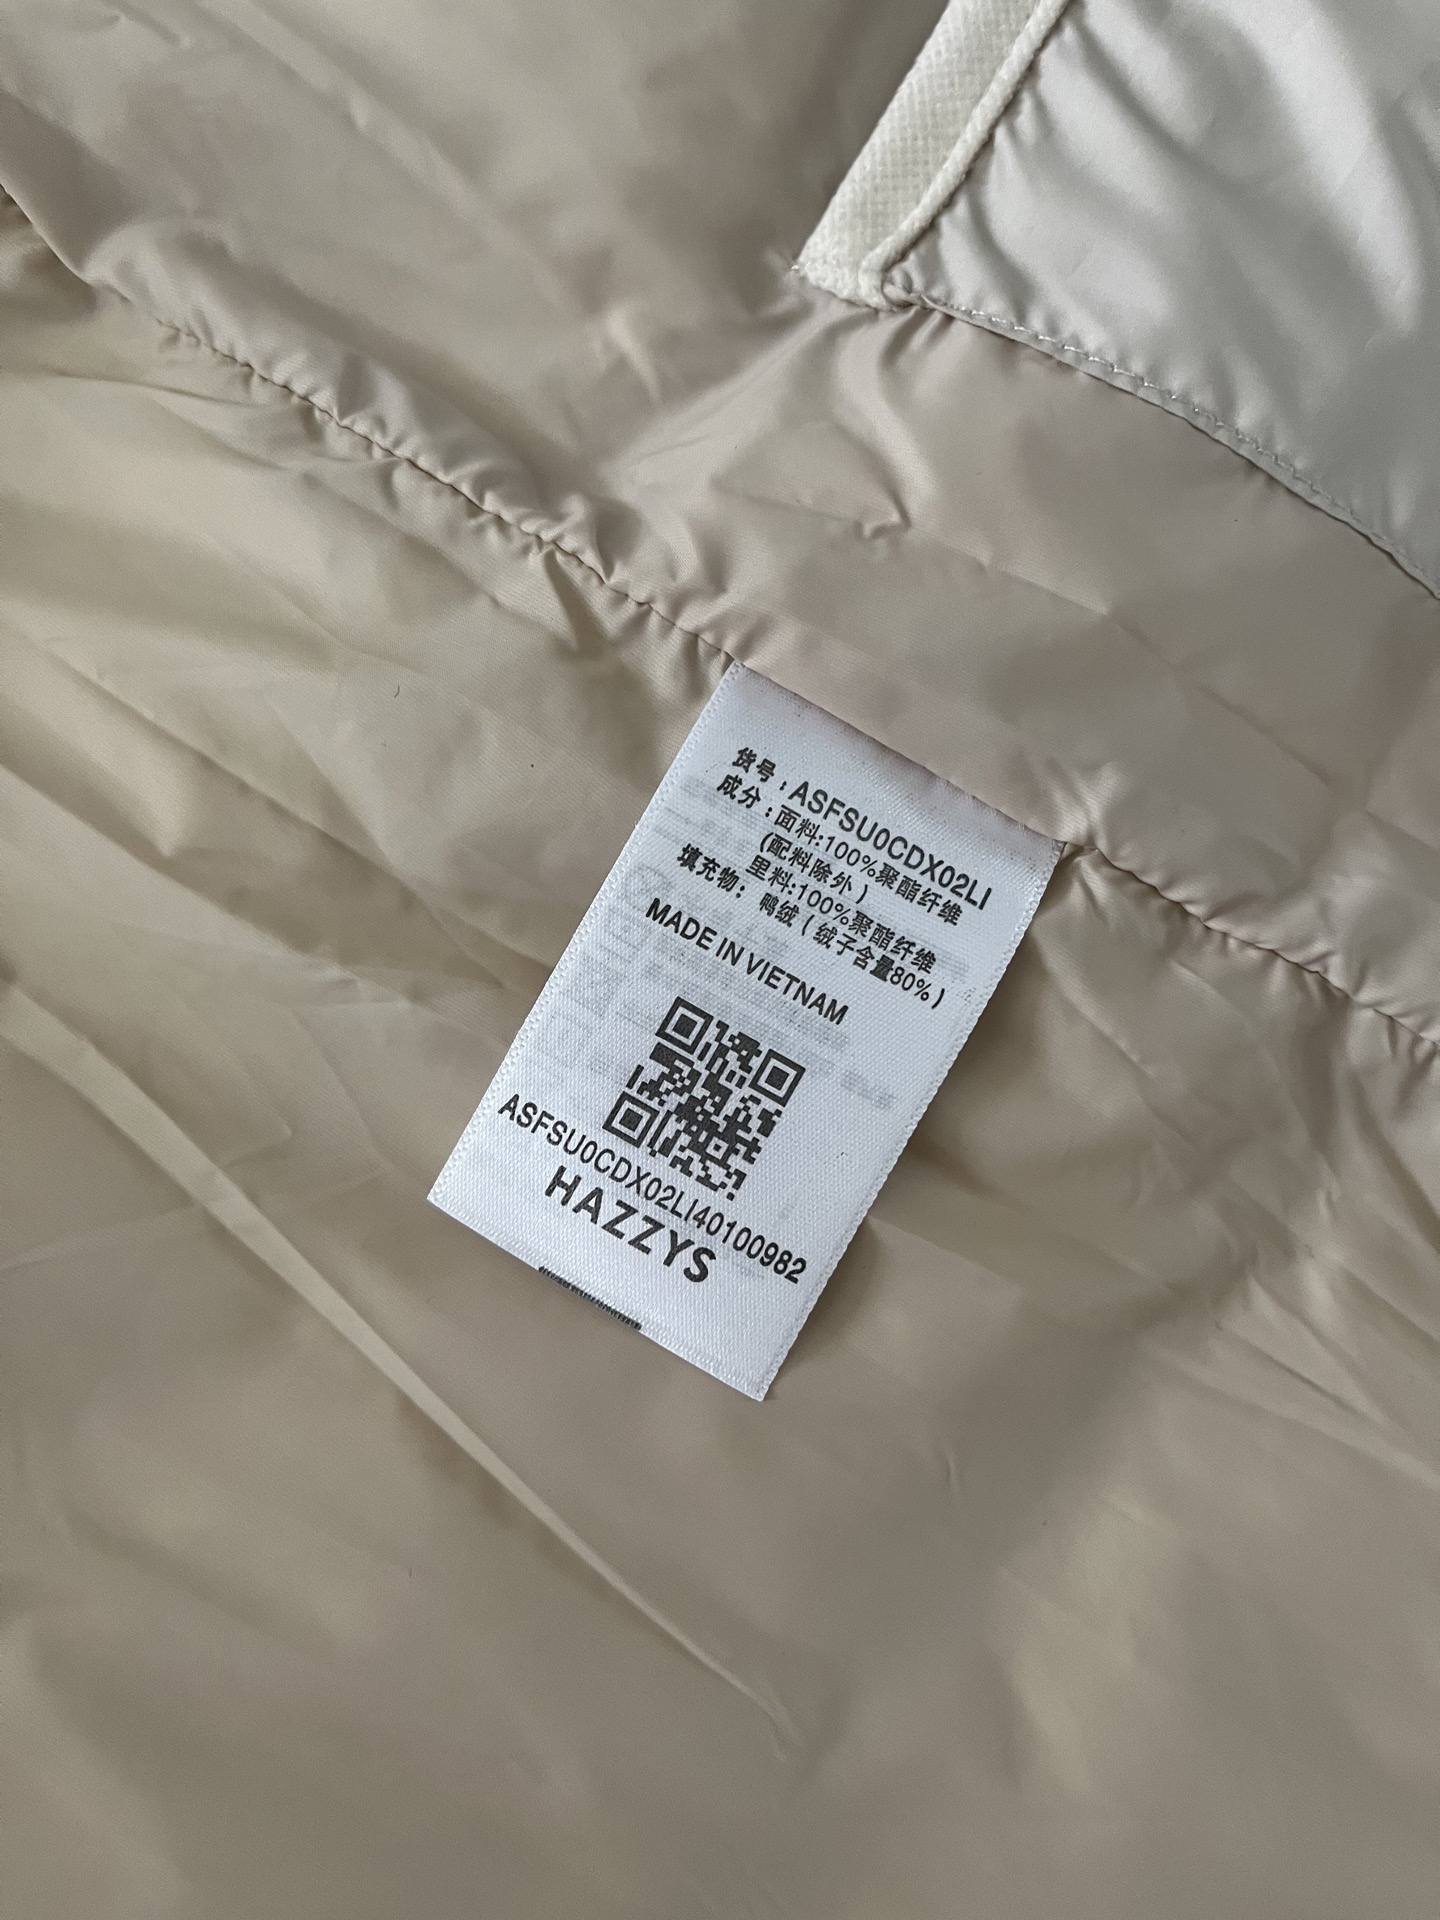 货号：ASFSU0CDX02LI
成分：面料:100%聚酯纤维
(配料除外)
里料:100%聚酯纤维
填充物：鸭绒(绒子含量80%)
MADE IN VIETNAM
ASFSU0CDX02LI40100982
HAZZYS